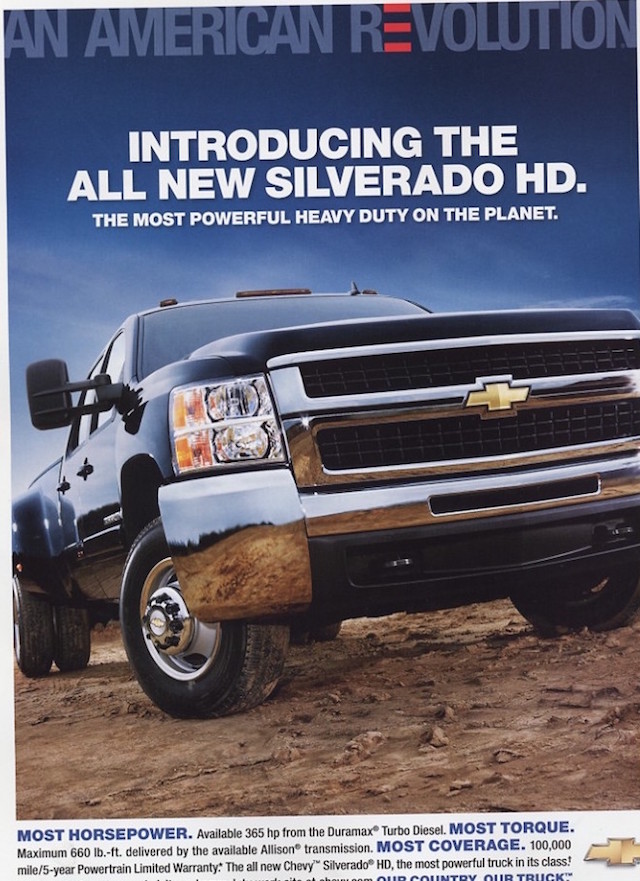 AN AMERICAN REVOLUTION
INTRODUCING THE
ALL NEW SILVERADO HD.
THE MOST POWERFUL HEAVY DUTY ON THE PLANET.
MOST HORSEPOWER. Available 365 hp from the Duramax® Turbo Diesel. MOST TORQUE.
Maximum 660 lb.-ft. delivered by the available Allison® transmission. MOST COVERAGE. 100,000
mile/5-year Powertrain Limited Warranty.* The all new Chevy™ Silverado® HD, the most powerful truck in its class.†
at chevy.com OUR COUNTRY. OUR TRUCK.™